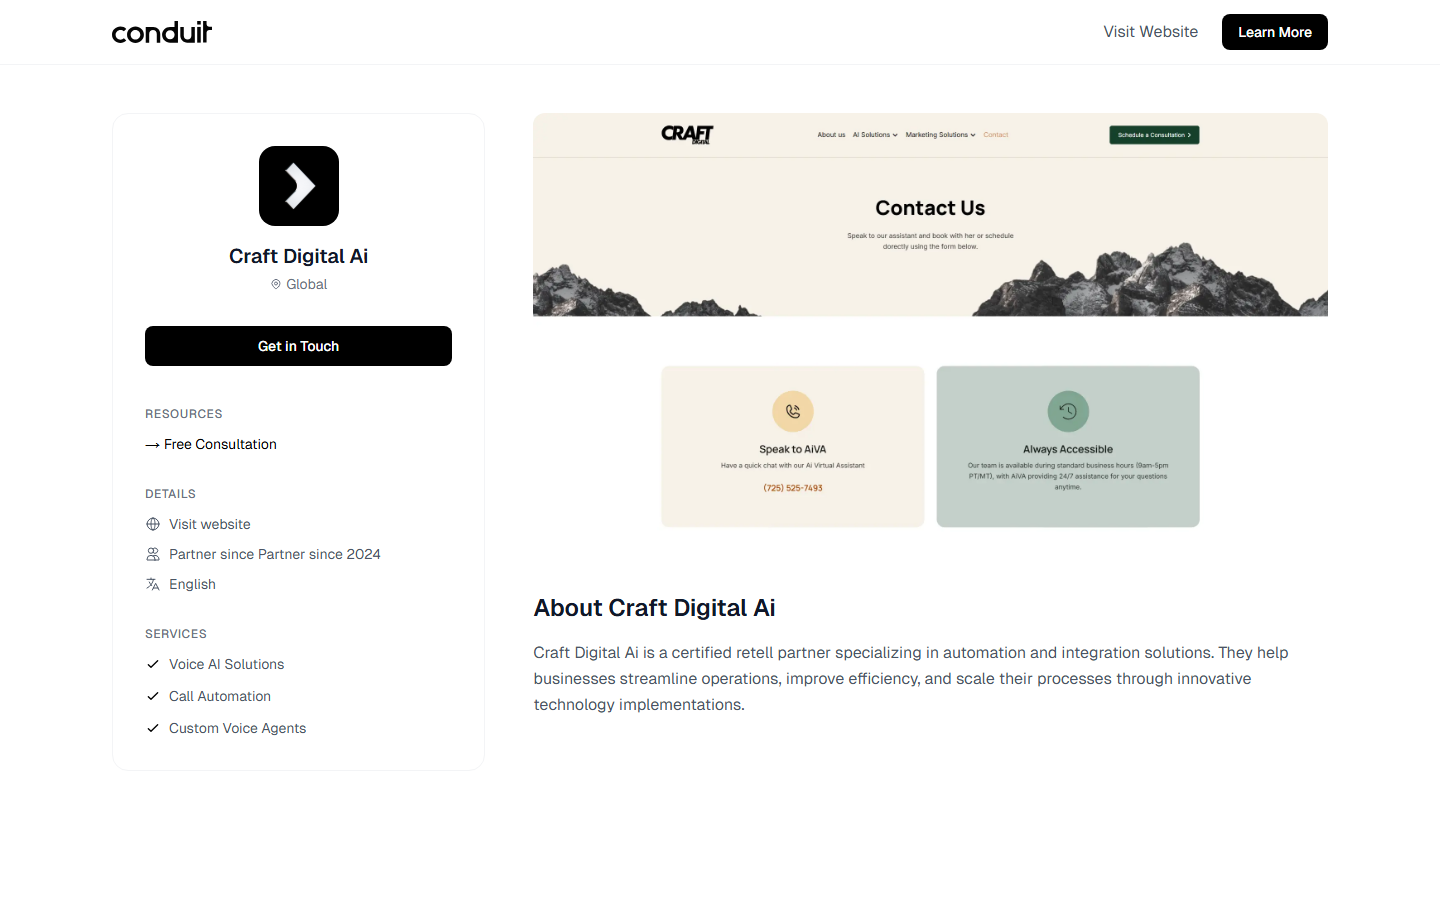 conduit
Visit Website
Learn More
Craft Digital Ai
Global
Get in Touch
RESOURCES
→ Free Consultation
DETAILS
Visit website
Partner since Partner since 2024
English
SERVICES
Voice AI Solutions
Call Automation
Custom Voice Agents
CRAFT
DIGITAL
About us
AI Solutions
Marketing Solutions
Contact
Schedule a Consultation
Contact Us
Speak to our assistant and book with her or schedule
dorectly using the form below.
Speak to AiVA
Have a quick chat with our Ai Virtual Assistant
(725) 525-7493
Always Accessible
Our team is available during standard business hours (9am-5pm
PT/MT), with AiVA providing 24/7 assistance for your questions
anytime.
About Craft Digital Ai
Craft Digital Ai is a certified retell partner specializing in automation and integration solutions. They help
businesses streamline operations, improve efficiency, and scale their processes through innovative
technology implementations.